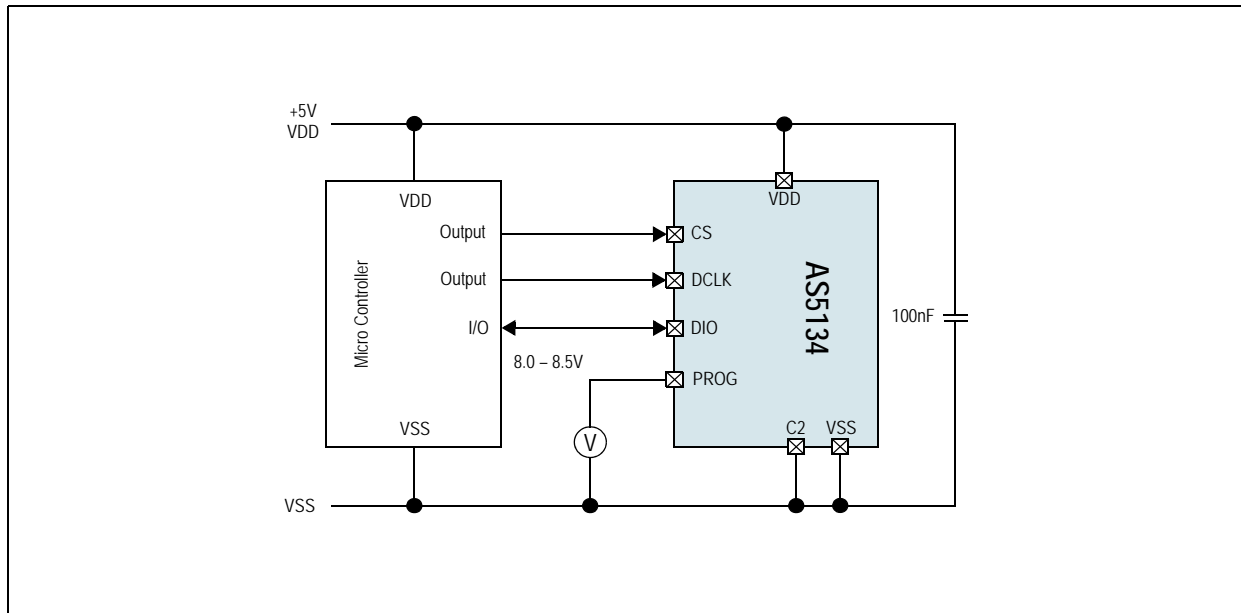 +5V
VDD
VDD
VDD
Output
CS
Output
DCLK
I/O
DIO
8.0 – 8.5V
PROG
Micro Controller
AS5134
100nF
V
VSS
C2
VSS
VSS